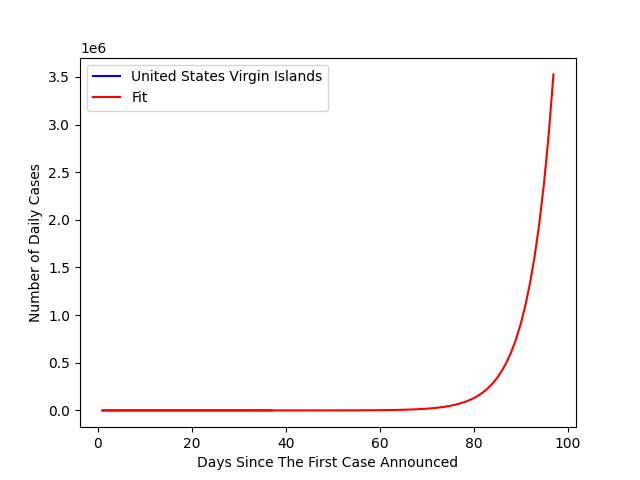 1e6
United States Virgin Islands
Fit
3.5
3.0
2.5
2.0
1.5
1.0
0.5
0.0
Number of Daily Cases
0 20 40 60 80 100
Days Since The First Case Announced